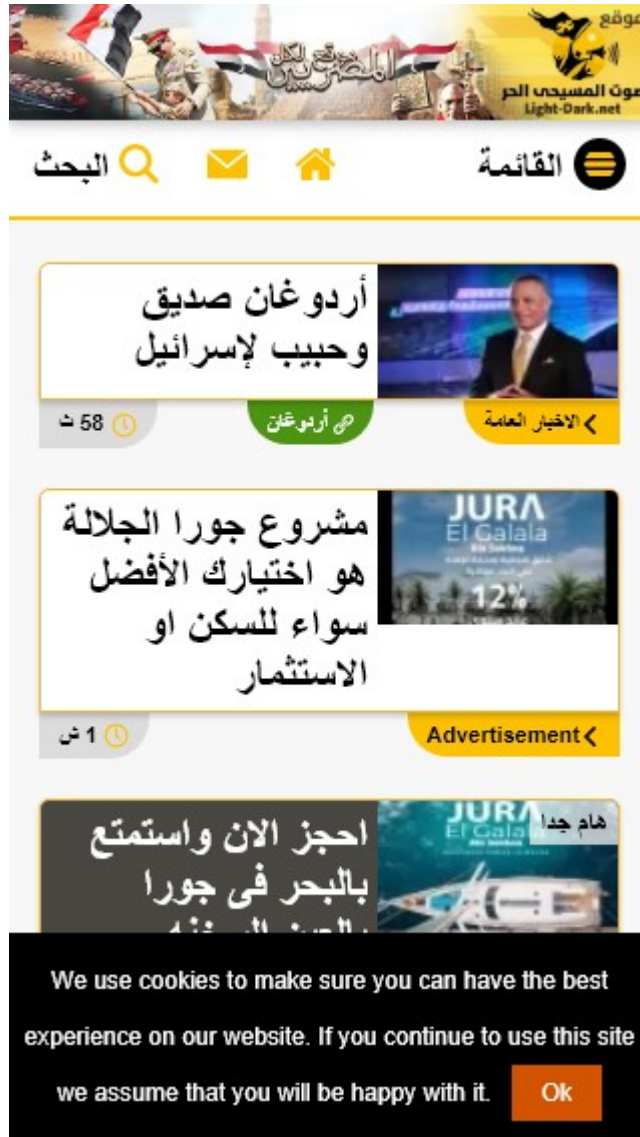 موقع
صوت المسيحي الحر
Light-Dark.net
موقع لكل
المصريين
القائمة
البحث
أردوغان صديق
وحبيب لإسرائيل
الاخبار العامة
أردوغان
58 ث
مشروع جورا الجلالة
هو اختيارك الأفضل
سواء للسكن او
الاستثمار
JURA
El Galala
12%
Advertisement
1 ش
هام جدا
JURA
El Galala
احجز الان واستمتع
بالبحر فى جورا
We use cookies to make sure you can have the best
experience on our website. If you continue to use this site
we assume that you will be happy with it.
Ok